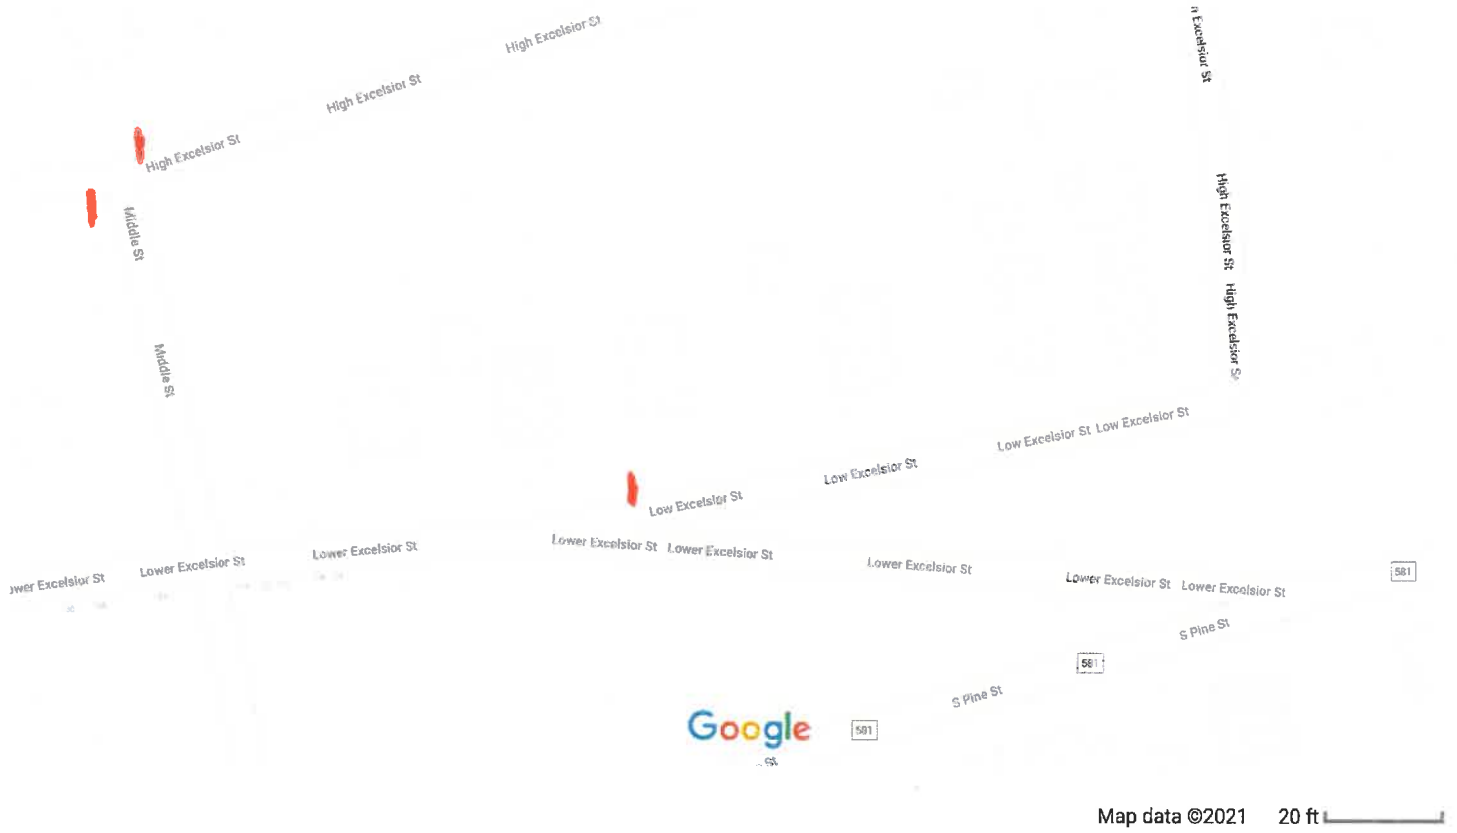 High Excelsior St
n Excelsior St
High Excelsior St
High Excelsior St
Middle St
High Excelsior St
High Excelsior St
Middle St
Low Excelsior St Low Excelsior St
Low Excelsior St
Low Excelsior St
Lower Excelsior St Lower Excelsior St
Lower Excelsior St
Lower Excelsior St
Lower Excelsior St
wer Excelsior St
Lower Excelsior St Lower Excelsior St
581
S Pine St
581
S Pine St
Google
581
St
Map data ©2021 20 ft